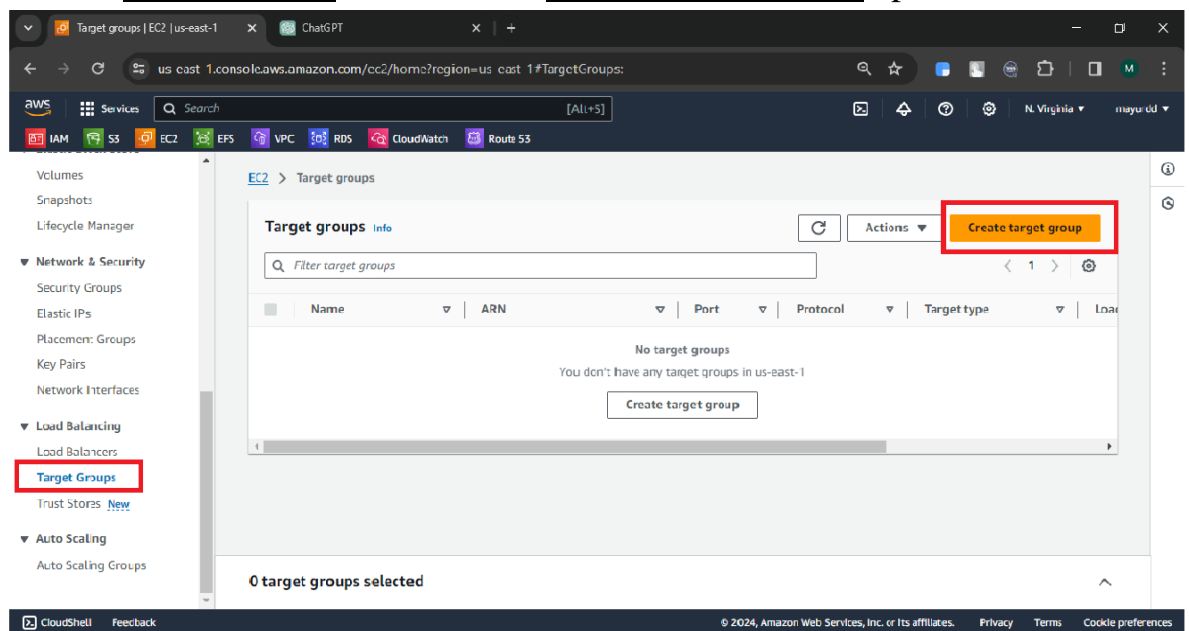 Target groups | EC2 | us-east-1
ChatGPT
us-east-1.console.aws.amazon.com/ec2/home?region=us-east-1#TargetGroups:
M
aws
Services
Search
[Alt+S]
N. Virginia
mayurdd
IAM
S3
EC2
EFS
VPC
RDS
CloudWatch
Route 53
Volumes
Snapshots
Lifecycle Manager
Network & Security
Security Groups
Elastic IPs
Placement Groups
Key Pairs
Network Interfaces
Load Balancing
Load Balancers
Target Groups
Trust Stores New
Auto Scaling
Auto Scaling Groups
EC2 > Target groups
Target groups Info
Actions
Create target group
Filter target groups
1
Name
ARN
Port
Protocol
Target type
Load
No target groups
You don't have any target groups in us-east-1
Create target group
0 target groups selected
CloudShell
Feedback
© 2024, Amazon Web Services, Inc. or its affiliates.
Privacy
Terms
Cookie preferences